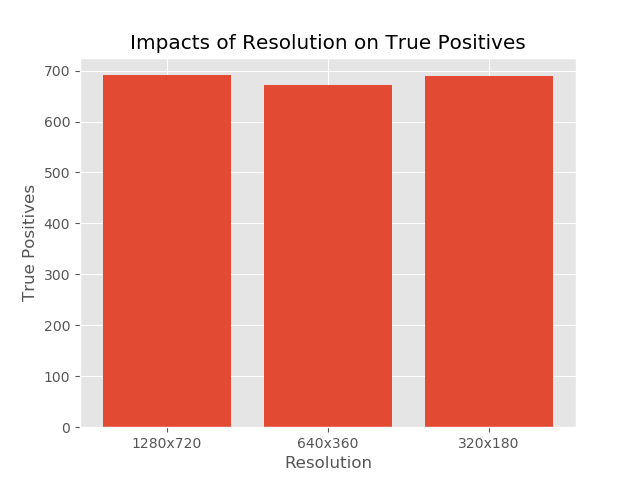 Impacts of Resolution on True Positives
700
600
500
400
300
200
100
0
True Positives
1280x720
640x360
320x180
Resolution